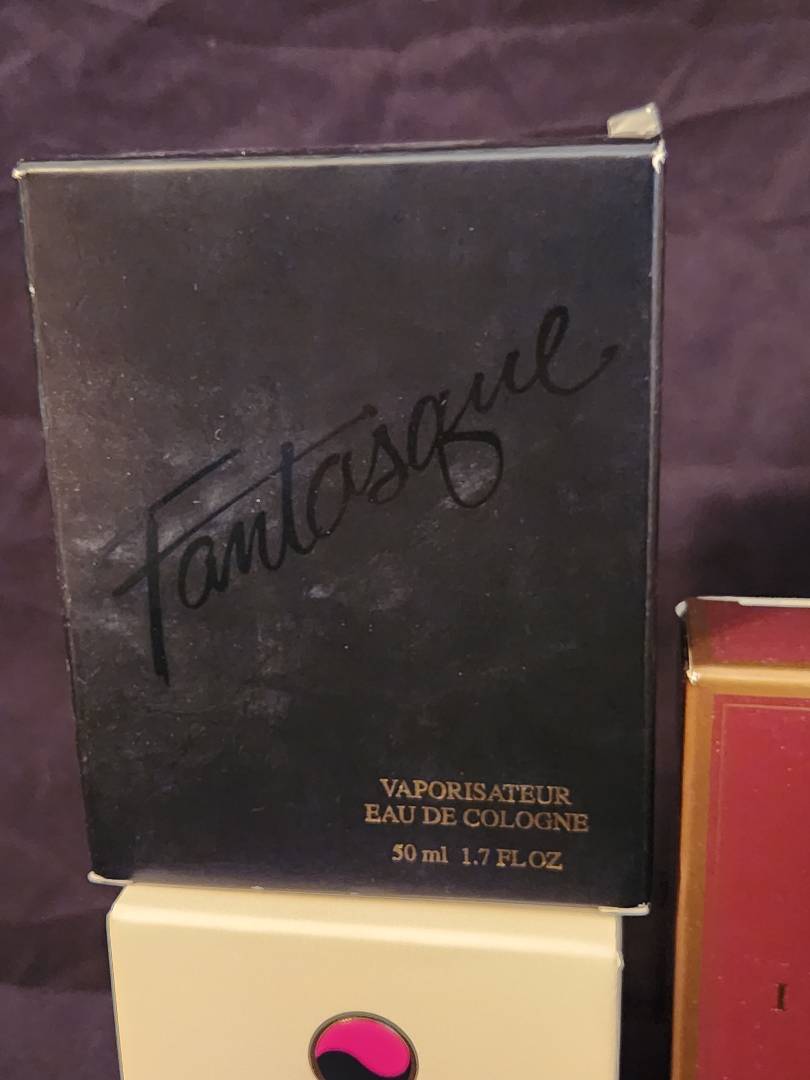 Fantasque
VAPORISATEUR
EAU DE COLOGNE
50 ml 1.7 FL OZ
I